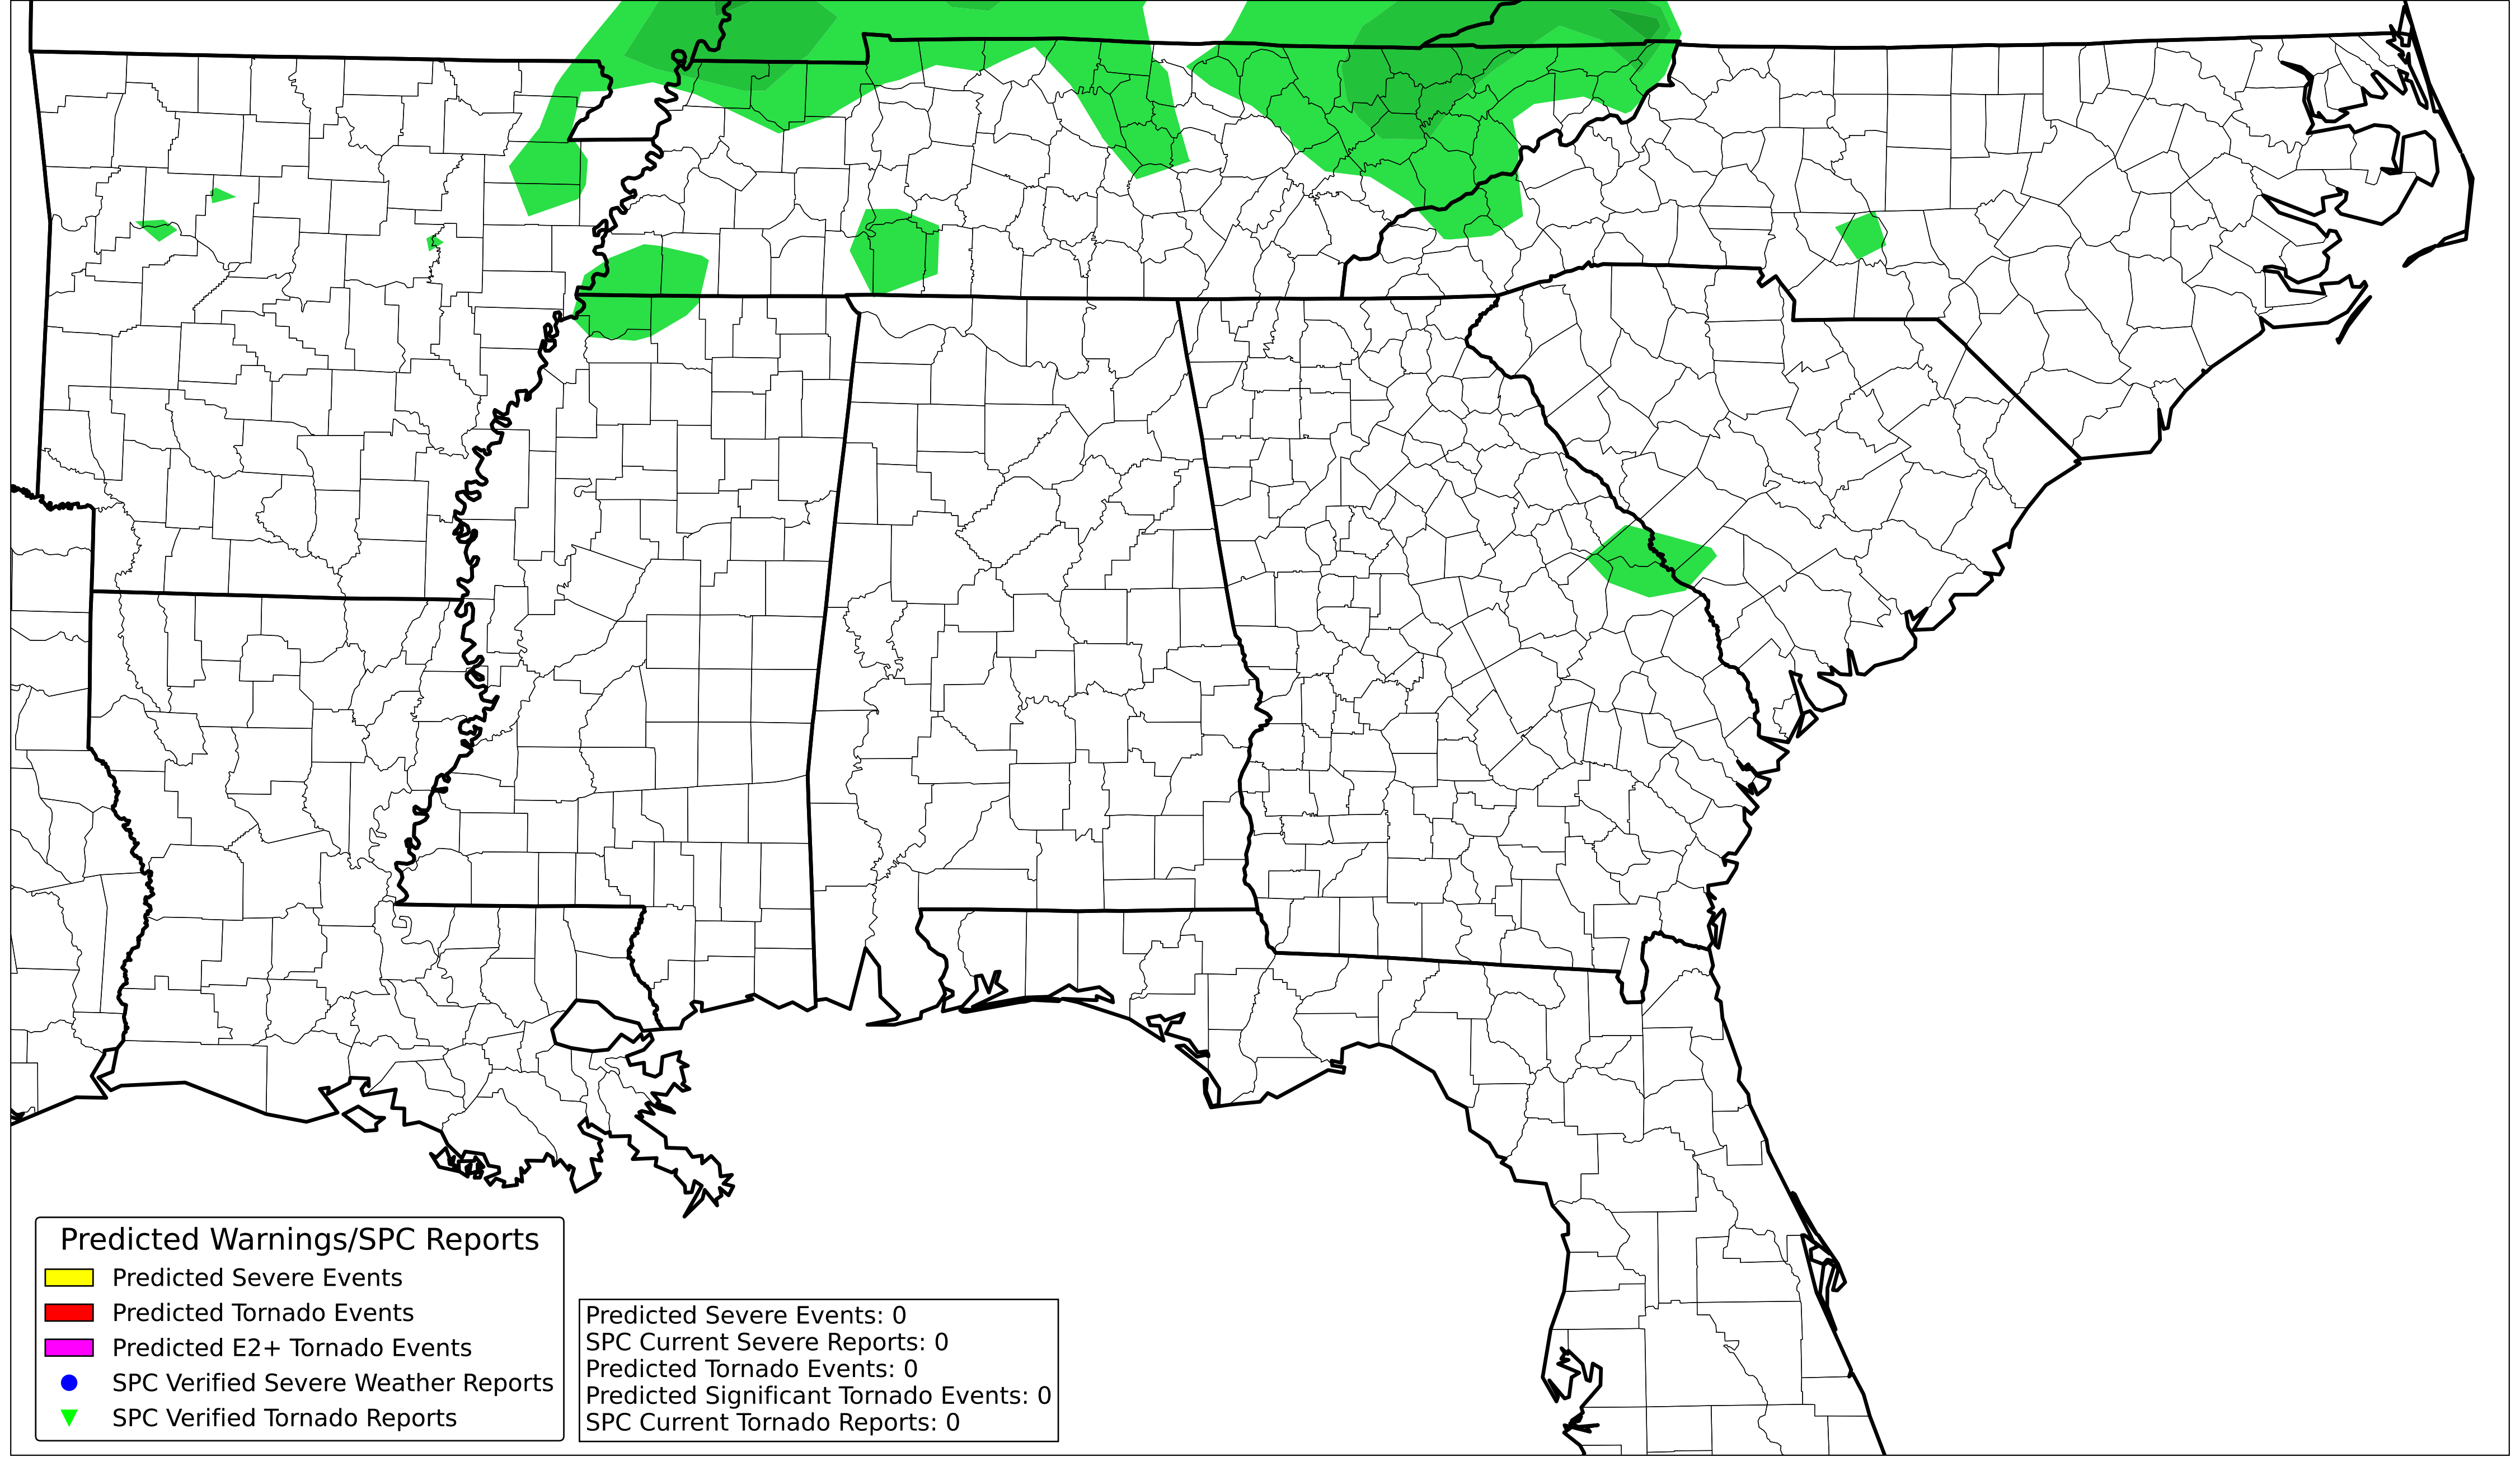 Predicted Warnings/SPC Reports
Predicted Severe Events
Predicted Tornado Events
Predicted E2+ Tornado Events
SPC Verified Severe Weather Reports
SPC Verified Tornado Reports
Predicted Severe Events: 0
SPC Current Severe Reports: 0
Predicted Tornado Events: 0
Predicted Significant Tornado Events: 0
SPC Current Tornado Reports: 0